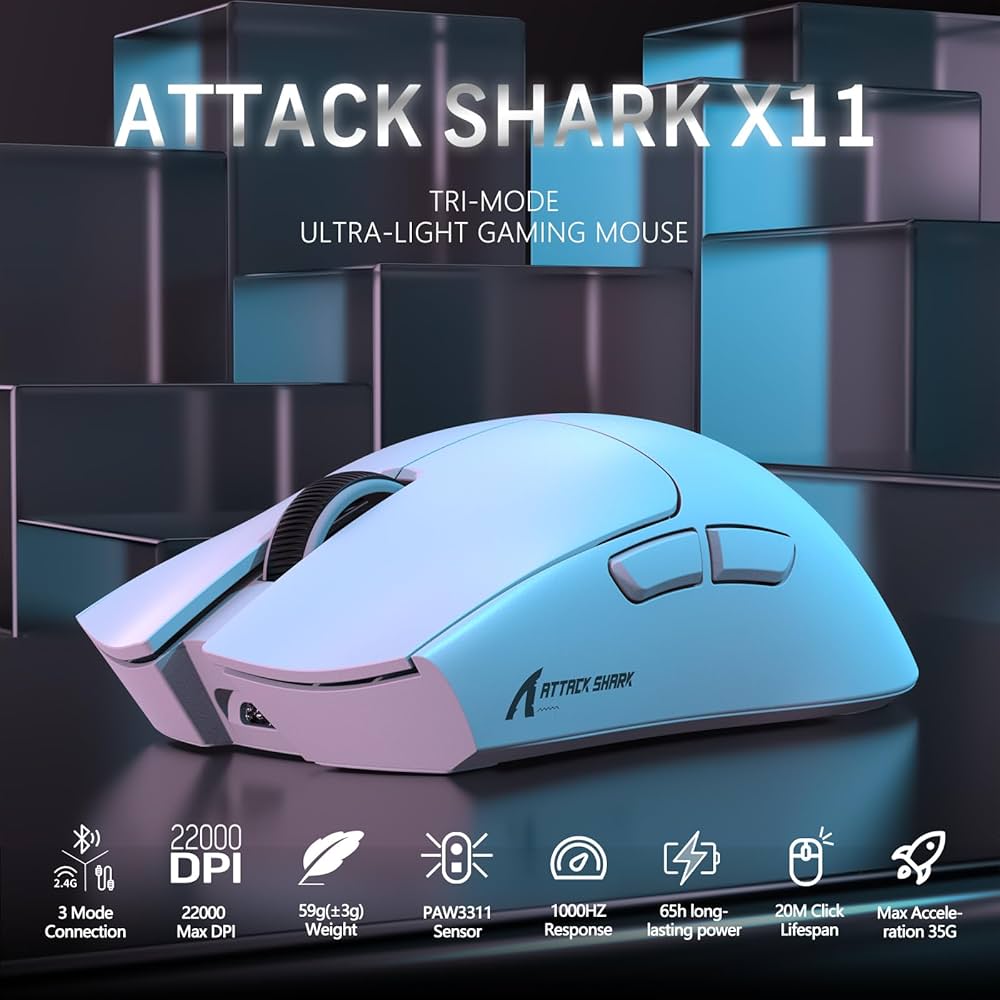 ATTACK SHARK X11
TRI-MODE
ULTRA-LIGHT GAMING MOUSE
ATTACK SHARK
2.4G
22000
DPI
3 Mode
Connection
22000
Max DPI
59g(±3g)
Weight
PAW3311
Sensor
1000HZ
Response
65h long-
lasting power
20M Click
Lifespan
Max Accele-
ration 35G